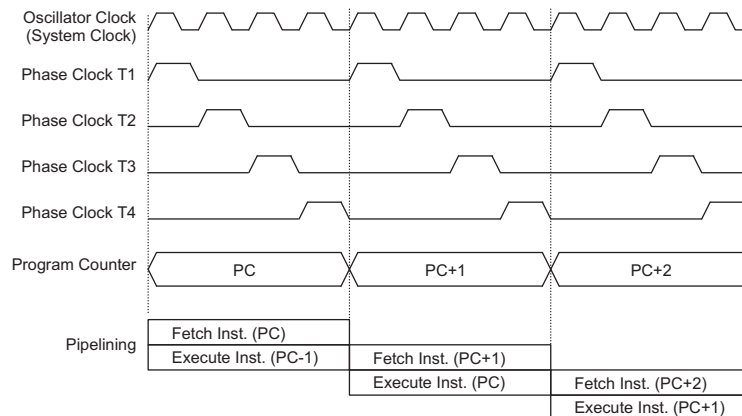 Oscillator Clock
(System Clock)
Phase Clock T1
Phase Clock T2
Phase Clock T3
Phase Clock T4
Program Counter
PC
PC+1
PC+2
Pipelining
Fetch Inst. (PC)
Execute Inst. (PC-1)
Fetch Inst. (PC+1)
Execute Inst. (PC)
Fetch Inst. (PC+2)
Execute Inst. (PC+1)